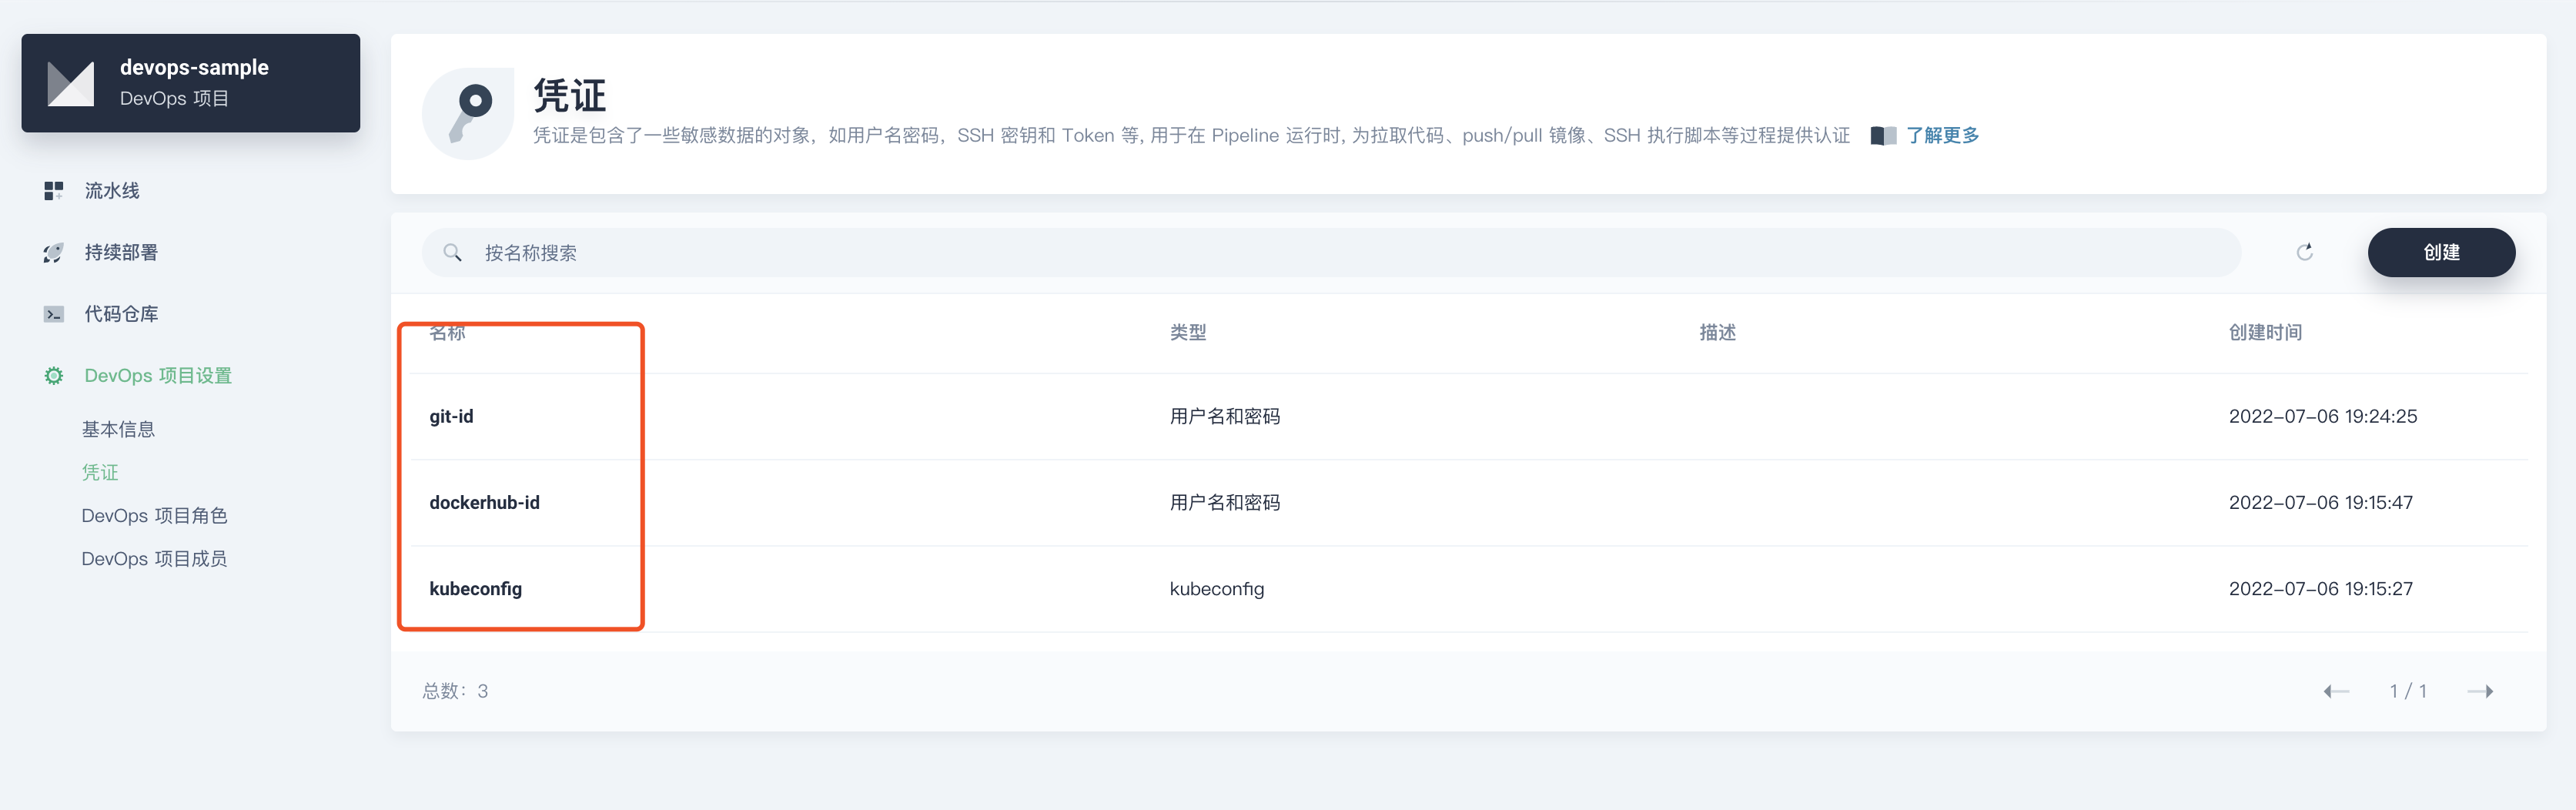 devops-sample
DevOps 项目
流水线
持续部署
代码仓库
DevOps 项目设置
基本信息
凭证
DevOps 项目角色
DevOps 项目成员
凭证
凭证是包含了一些敏感数据的对象，如用户名密码，SSH 密钥和 Token 等, 用于在 Pipeline 运行时, 为拉取代码、push/pull 镜像、SSH 执行脚本等过程提供认证 了解更多
按名称搜索 创建
名称 类型 描述 创建时间
git-id 用户名和密码 2022-07-06 19:24:25
dockerhub-id 用户名和密码 2022-07-06 19:15:47
kubeconfig kubeconfig 2022-07-06 19:15:27
总数：3 1 / 1